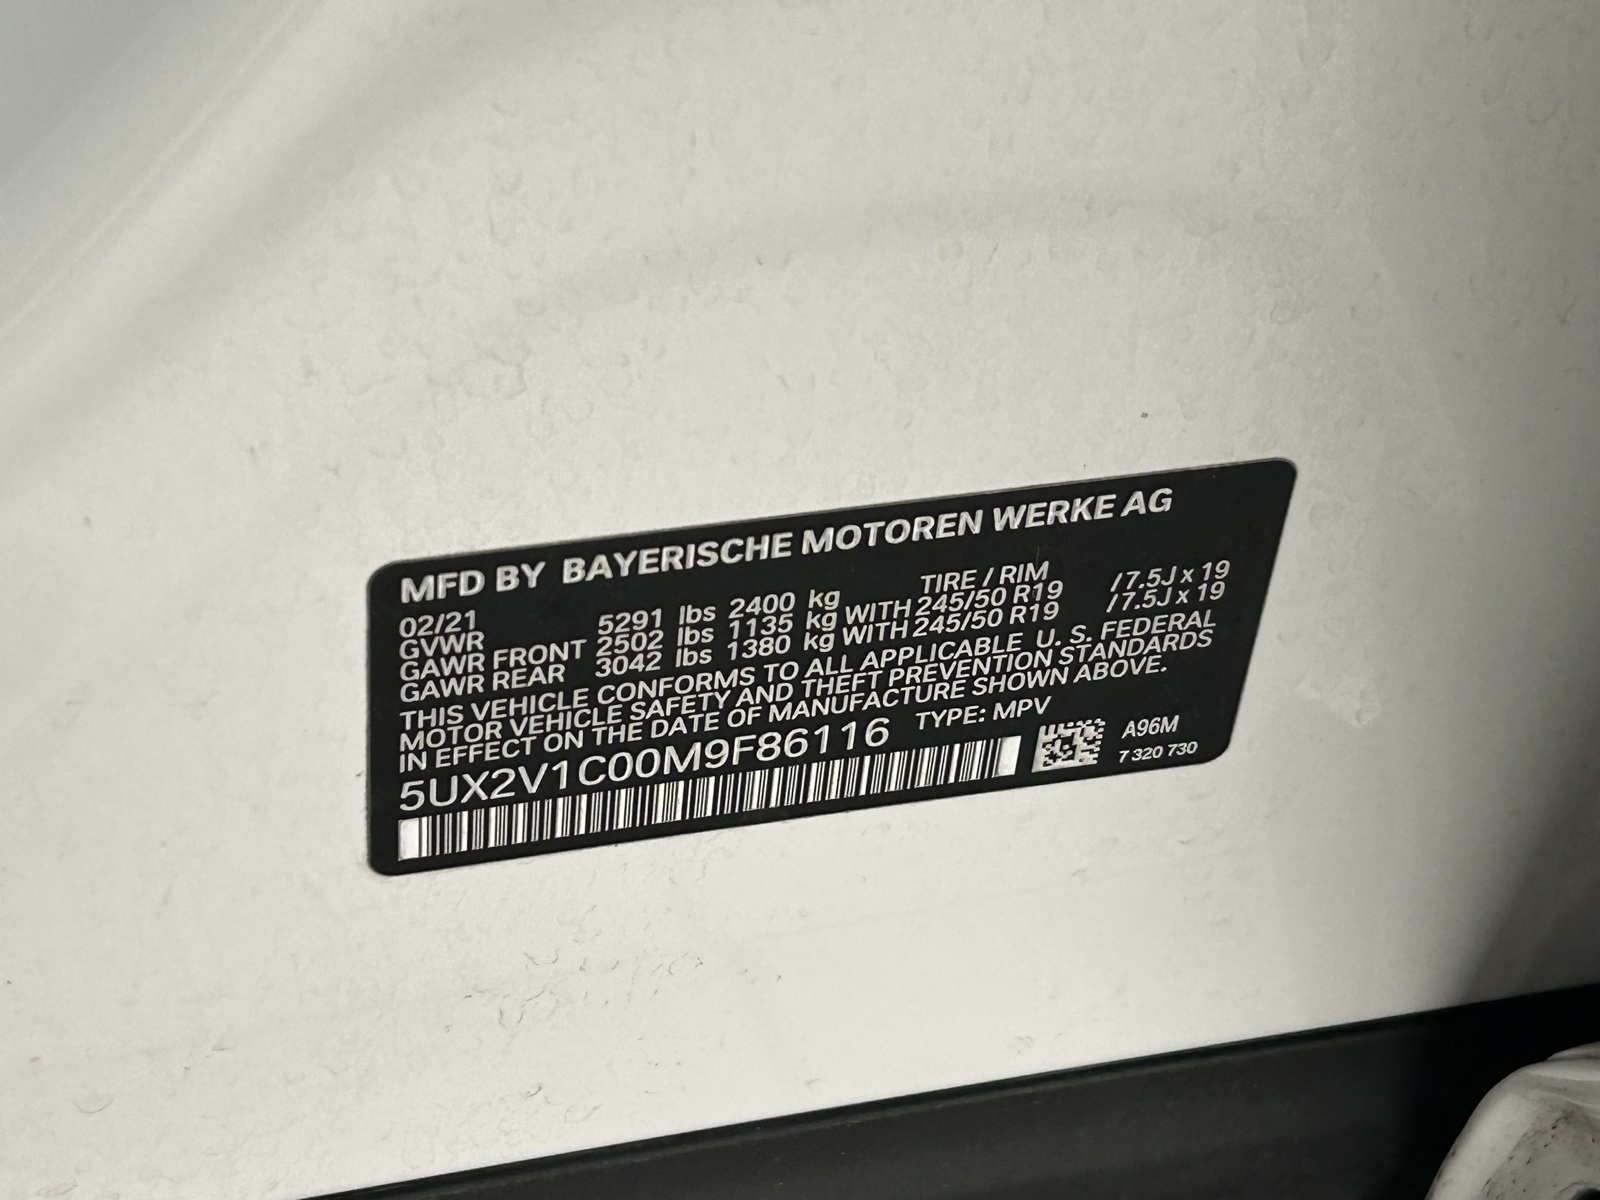 MFD BY BAYERISCHE MOTOREN WERKE AG
02/21 TIRE / RIM
GVWR 5291 lbs 2400 kg
GAWR FRONT 2502 lbs 1135 kg WITH 245/50 R19 / 7.5J x 19
GAWR REAR 3042 lbs 1380 kg WITH 245/50 R19 / 7.5J x 19
THIS VEHICLE CONFORMS TO ALL APPLICABLE U. S. FEDERAL
MOTOR VEHICLE SAFETY AND THEFT PREVENTION STANDARDS
IN EFFECT ON THE DATE OF MANUFACTURE SHOWN ABOVE.
5UX2V1C00M9F86116 TYPE: MPV
A96M
7 320 730